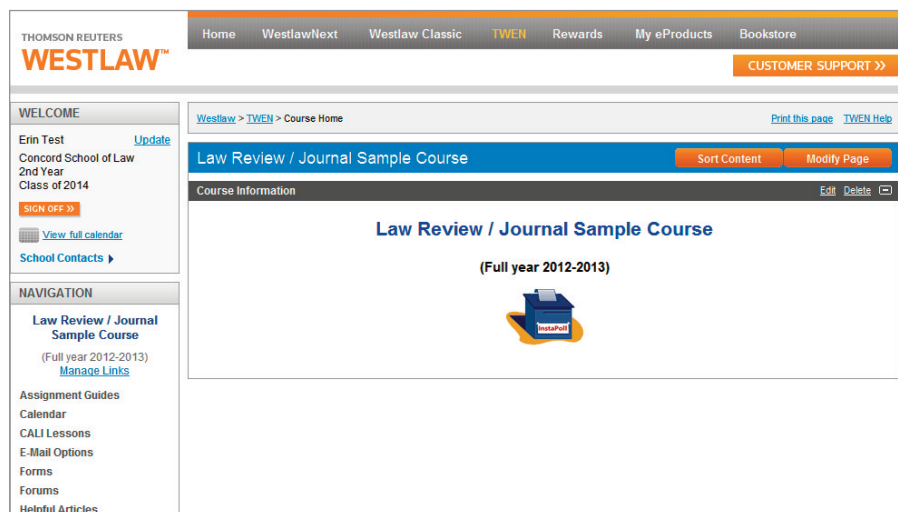 THOMSON REUTERS
WESTLAW™
Home WestlawNext Westlaw Classic TWEN Rewards My eProducts Bookstore
CUSTOMER SUPPORT >>
WELCOME
Erin Test Update
Concord School of Law
2nd Year
Class of 2014
SIGN OFF >>
View full calendar
School Contacts
NAVIGATION
Law Review / Journal
Sample Course
(Full year 2012-2013)
Manage Links
Assignment Guides
Calendar
CALI Lessons
E-Mail Options
Forms
Forums
Helpful Articles
Westlaw > TWEN > Course Home Print this page TWEN Help
Law Review / Journal Sample Course Sort Content Modify Page
Course Information Edit Delete
Law Review / Journal Sample Course
(Full year 2012-2013)
InstaPoll